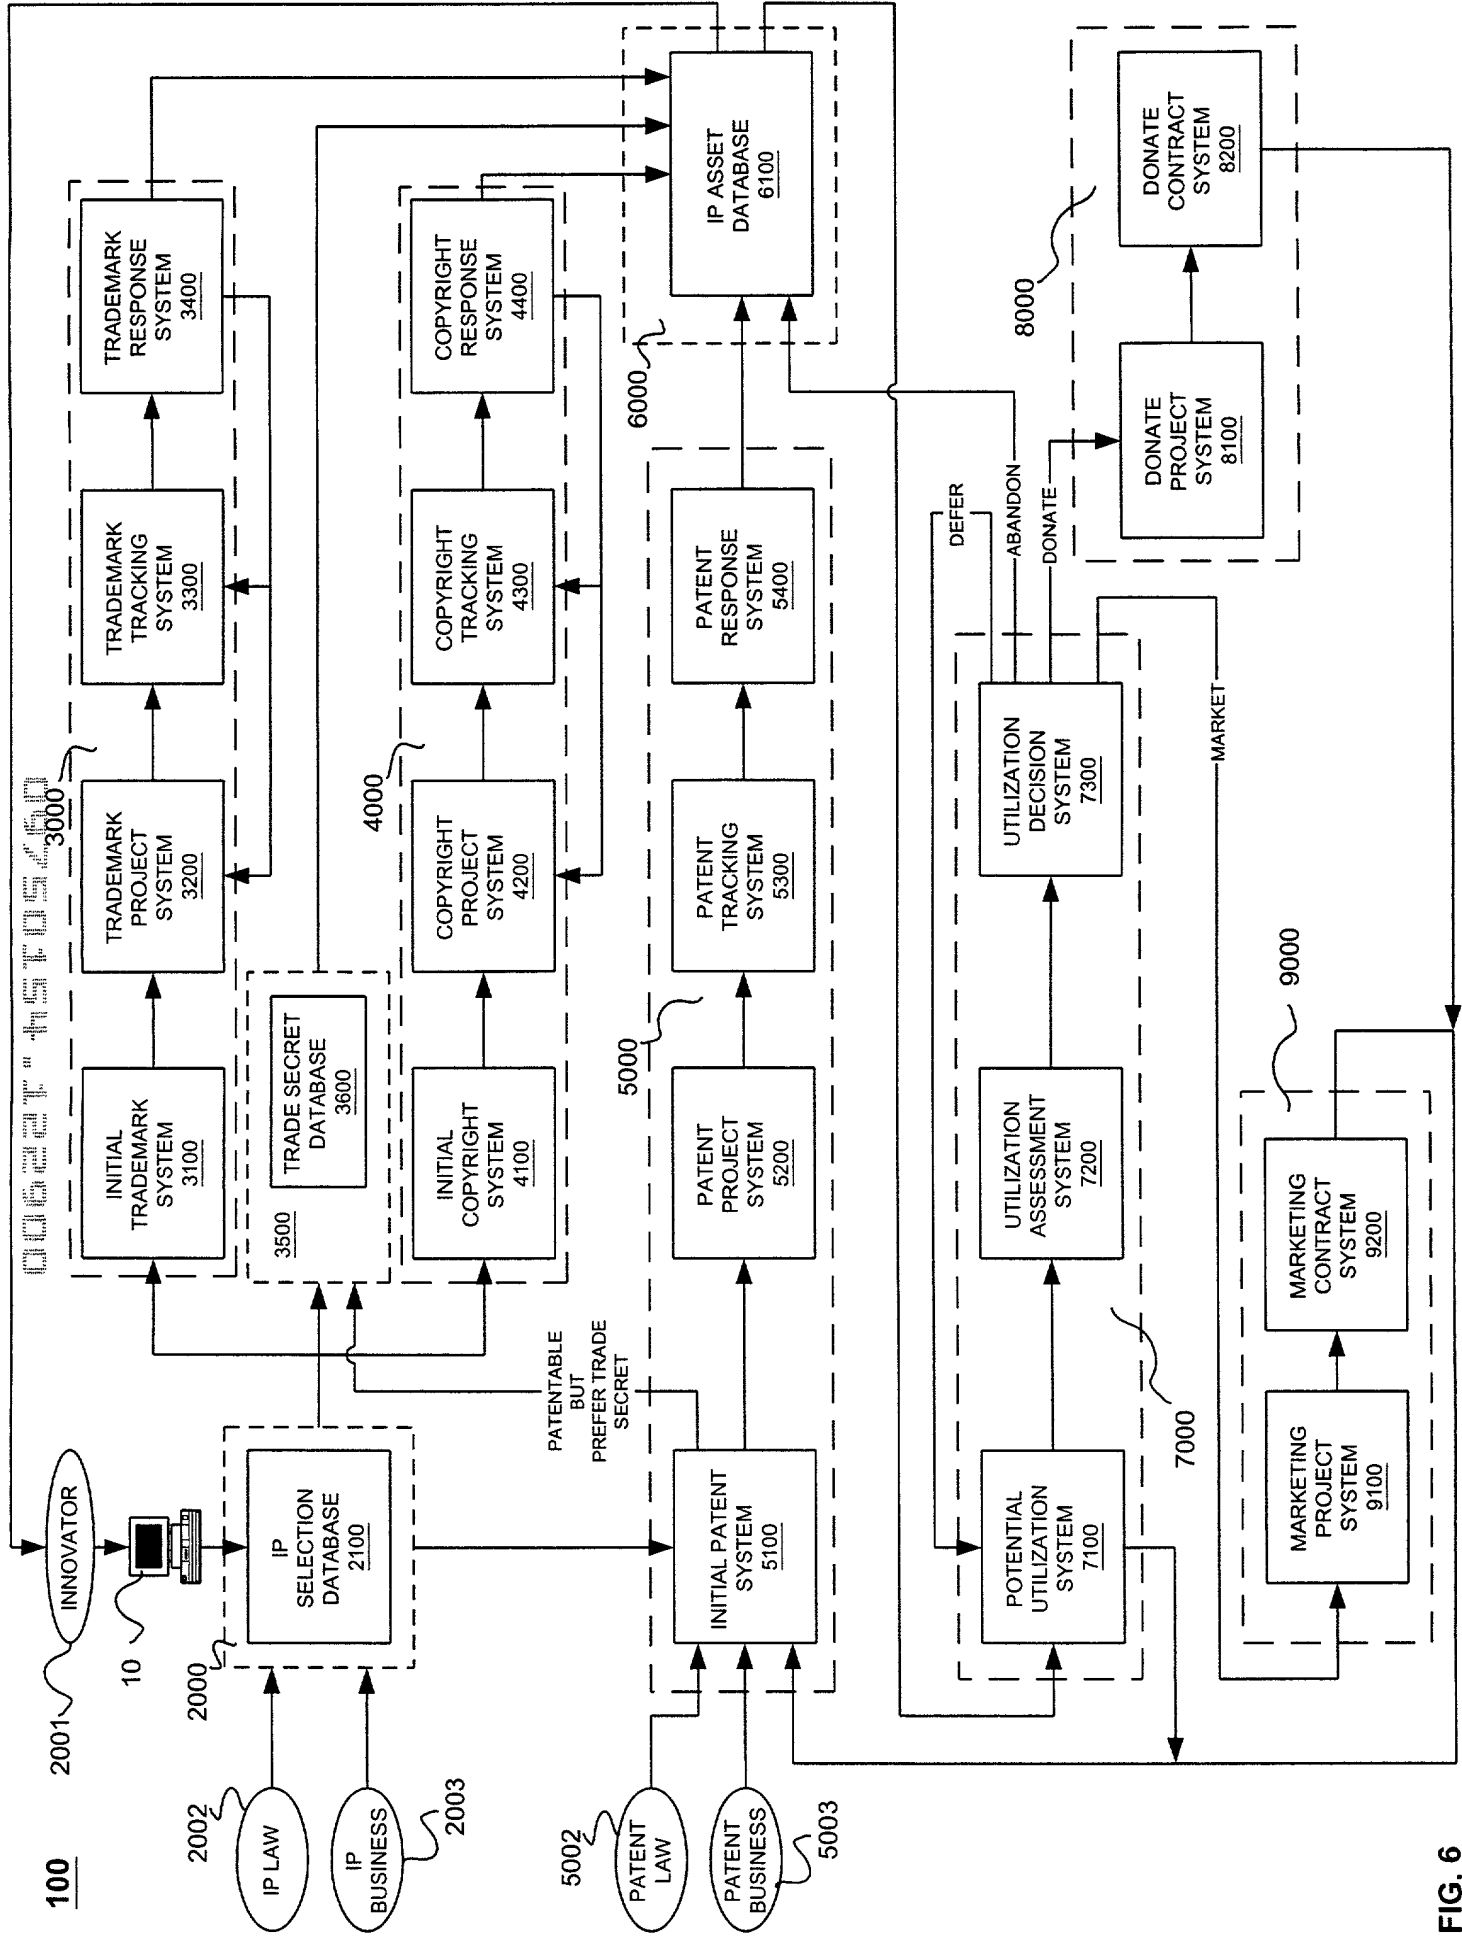 100
2001
INNOVATOR
10
2002
IP LAW
2003
IP
BUSINESS
2000
IP
SELECTION
DATABASE
2100
3000
INITIAL
TRADEMARK
SYSTEM
3100
TRADEMARK
PROJECT
SYSTEM
3200
TRADEMARK
TRACKING
SYSTEM
3300
TRADEMARK
RESPONSE
SYSTEM
3400
3500
TRADE SECRET
DATABASE
3600
4000
INITIAL
COPYRIGHT
SYSTEM
4100
COPYRIGHT
PROJECT
SYSTEM
4200
COPYRIGHT
TRACKING
SYSTEM
4300
COPYRIGHT
RESPONSE
SYSTEM
4400
PATENTABLE
BUT
PREFER TRADE
SECRET
5002
PATENT
LAW
PATENT
BUSINESS
5003
5000
INITIAL PATENT
SYSTEM
5100
PATENT
PROJECT
SYSTEM
5200
PATENT
TRACKING
SYSTEM
5300
PATENT
RESPONSE
SYSTEM
5400
6000
IP ASSET
DATABASE
6100
7000
POTENTIAL
UTILIZATION
SYSTEM
7100
UTILIZATION
ASSESSMENT
SYSTEM
7200
UTILIZATION
DECISION
SYSTEM
7300
DEFER
ABANDON
DONATE
MARKET
8000
DONATE
PROJECT
SYSTEM
8100
DONATE
CONTRACT
SYSTEM
8200
9000
MARKETING
PROJECT
SYSTEM
9100
MARKETING
CONTRACT
SYSTEM
9200
FIG. 6